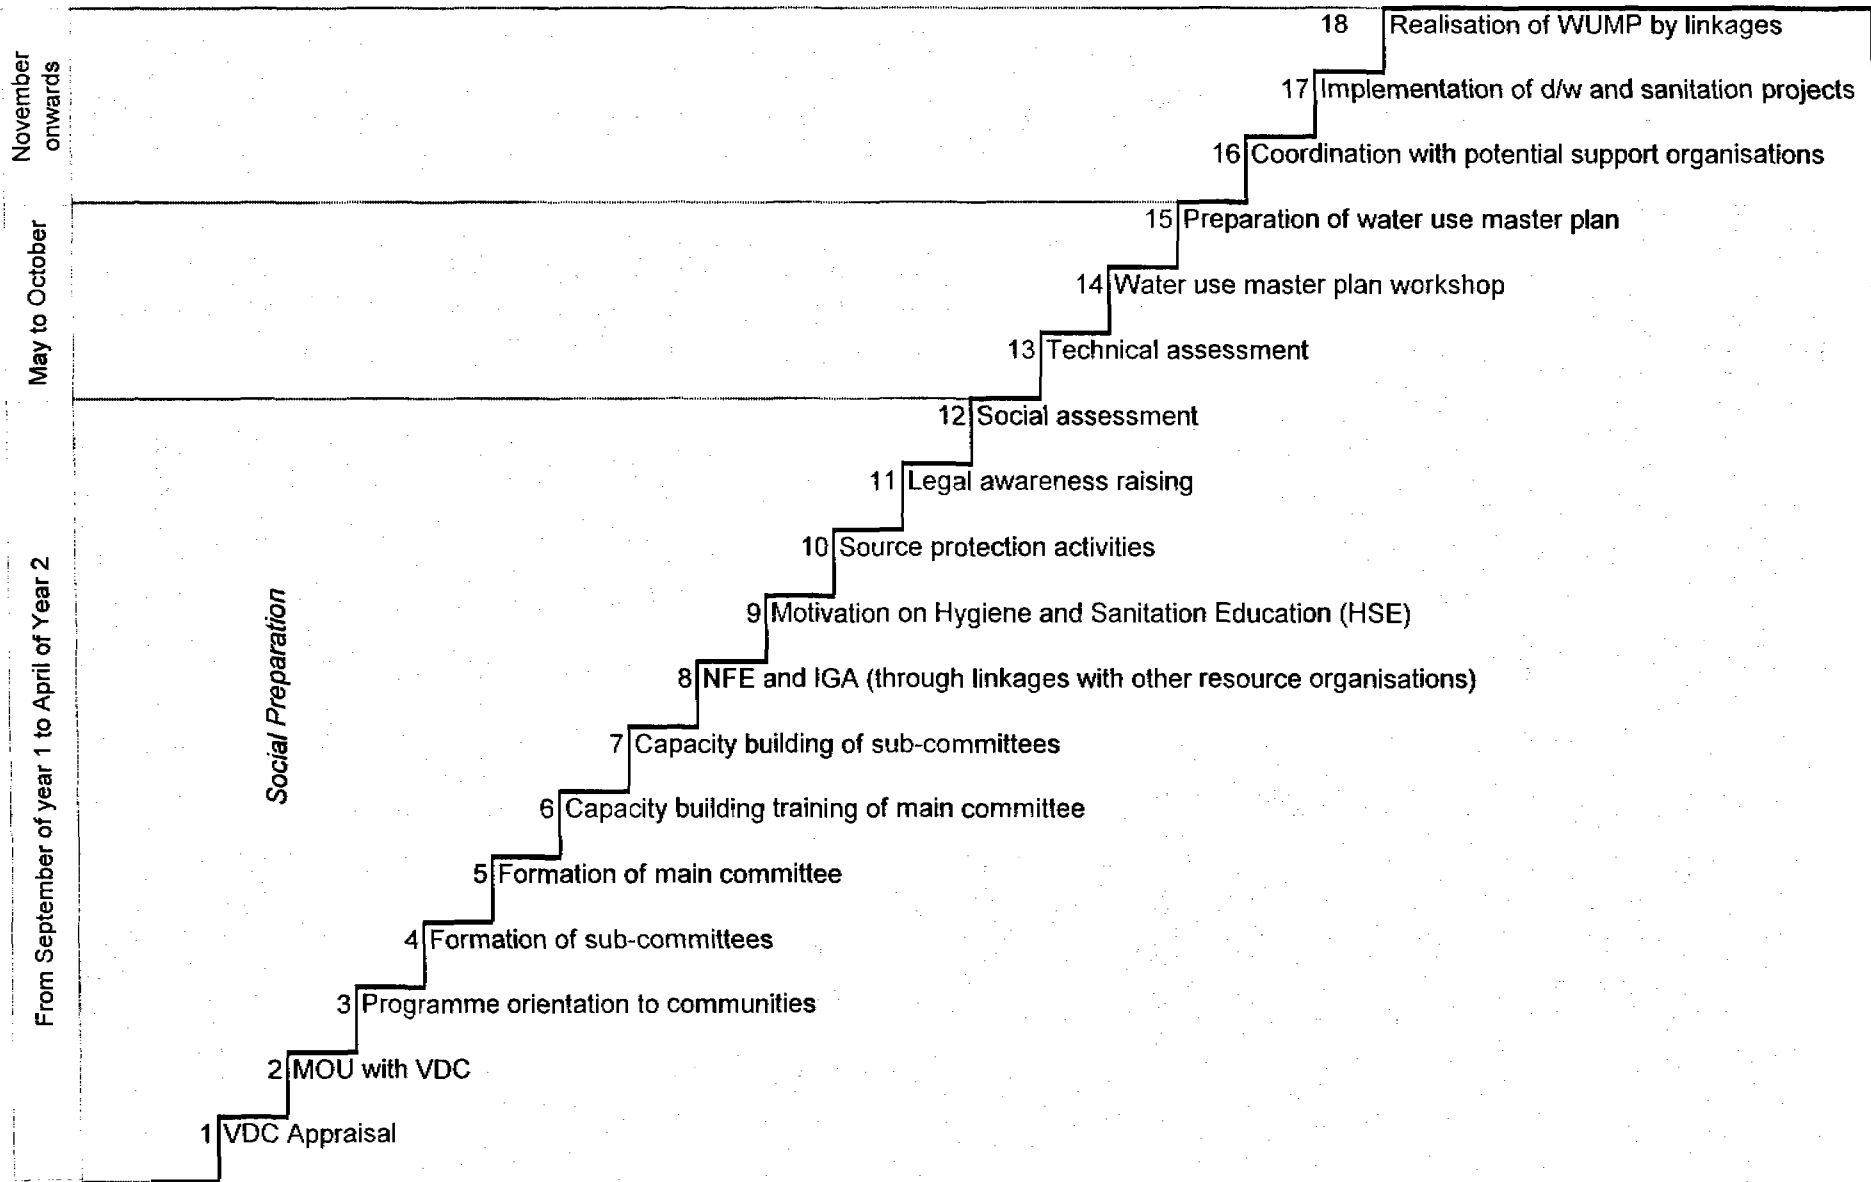 November
onwards
May to October
From September of year 1 to April of Year 2
Social Preparation
18 Realisation of WUMP by linkages
17 Implementation of d/w and sanitation projects
16 Coordination with potential support organisations
15 Preparation of water use master plan
14 Water use master plan workshop
13 Technical assessment
12 Social assessment
11 Legal awareness raising
10 Source protection activities
9 Motivation on Hygiene and Sanitation Education (HSE)
8 NFE and IGA (through linkages with other resource organisations)
7 Capacity building of sub-committees
6 Capacity building training of main committee
5 Formation of main committee
4 Formation of sub-committees
3 Programme orientation to communities
2 MOU with VDC
1 VDC Appraisal